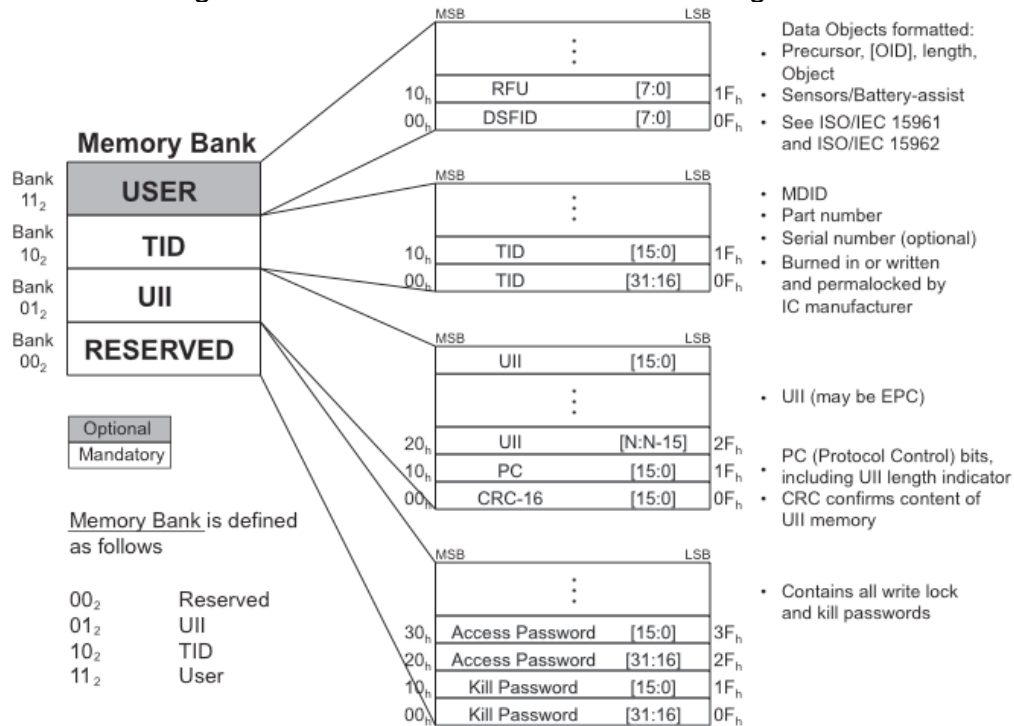 MSB LSB
⋮
10h RFU [7:0] 1Fh
00h DSFID [7:0] 0Fh
Data Objects formatted:
• Precursor, [OID], length,
Object
• Sensors/Battery-assist
• See ISO/IEC 15961
and ISO/IEC 15962
Memory Bank
Bank 11₂ USER
Bank 10₂ TID
Bank 01₂ UII
Bank 00₂ RESERVED
MSB LSB
⋮
10h TID [15:0] 1Fh
00h TID [31:16] 0Fh
• MDID
• Part number
• Serial number (optional)
• Burned in or written
and permalocked by
IC manufacturer
MSB LSB
UII [15:0]
⋮
20h UII [N:N-15] 2Fh
10h PC [15:0] 1Fh
00h CRC-16 [15:0] 0Fh
• UII (may be EPC)
• PC (Protocol Control) bits,
including UII length indicator
• CRC confirms content of
UII memory
Optional
Mandatory
Memory Bank is defined
as follows
00₂ Reserved
01₂ UII
10₂ TID
11₂ User
MSB LSB
⋮
30h Access Password [15:0] 3Fh
20h Access Password [31:16] 2Fh
10h Kill Password [15:0] 1Fh
00h Kill Password [31:16] 0Fh
• Contains all write lock
and kill passwords